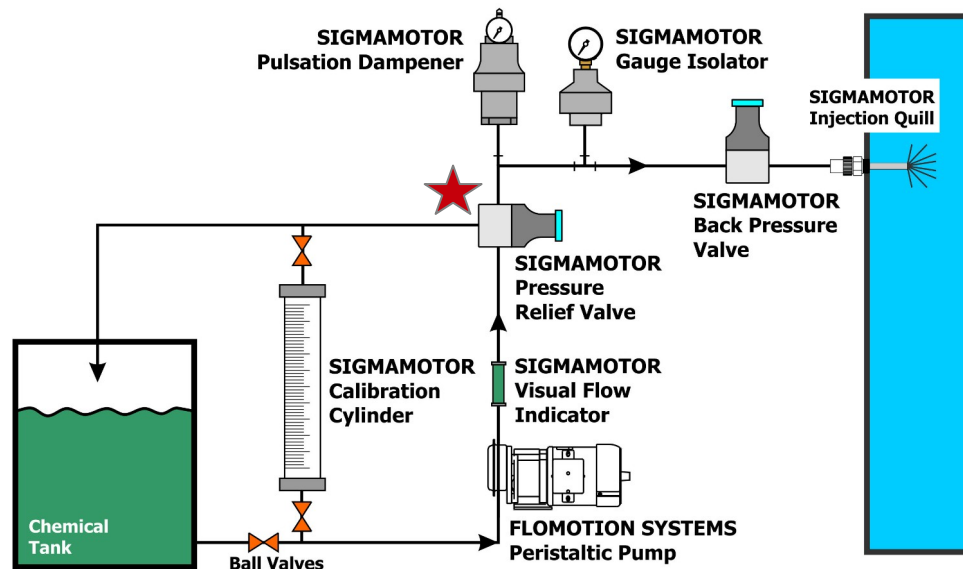 SIGMAMOTOR
Pulsation Dampener
SIGMAMOTOR
Gauge Isolator
SIGMAMOTOR
Injection Quill
SIGMAMOTOR
Back Pressure
Valve
SIGMAMOTOR
Pressure
Relief Valve
SIGMAMOTOR
Calibration
Cylinder
SIGMAMOTOR
Visual Flow
Indicator
FLOMOTION SYSTEMS
Peristaltic Pump
Chemical
Tank
Ball Valves